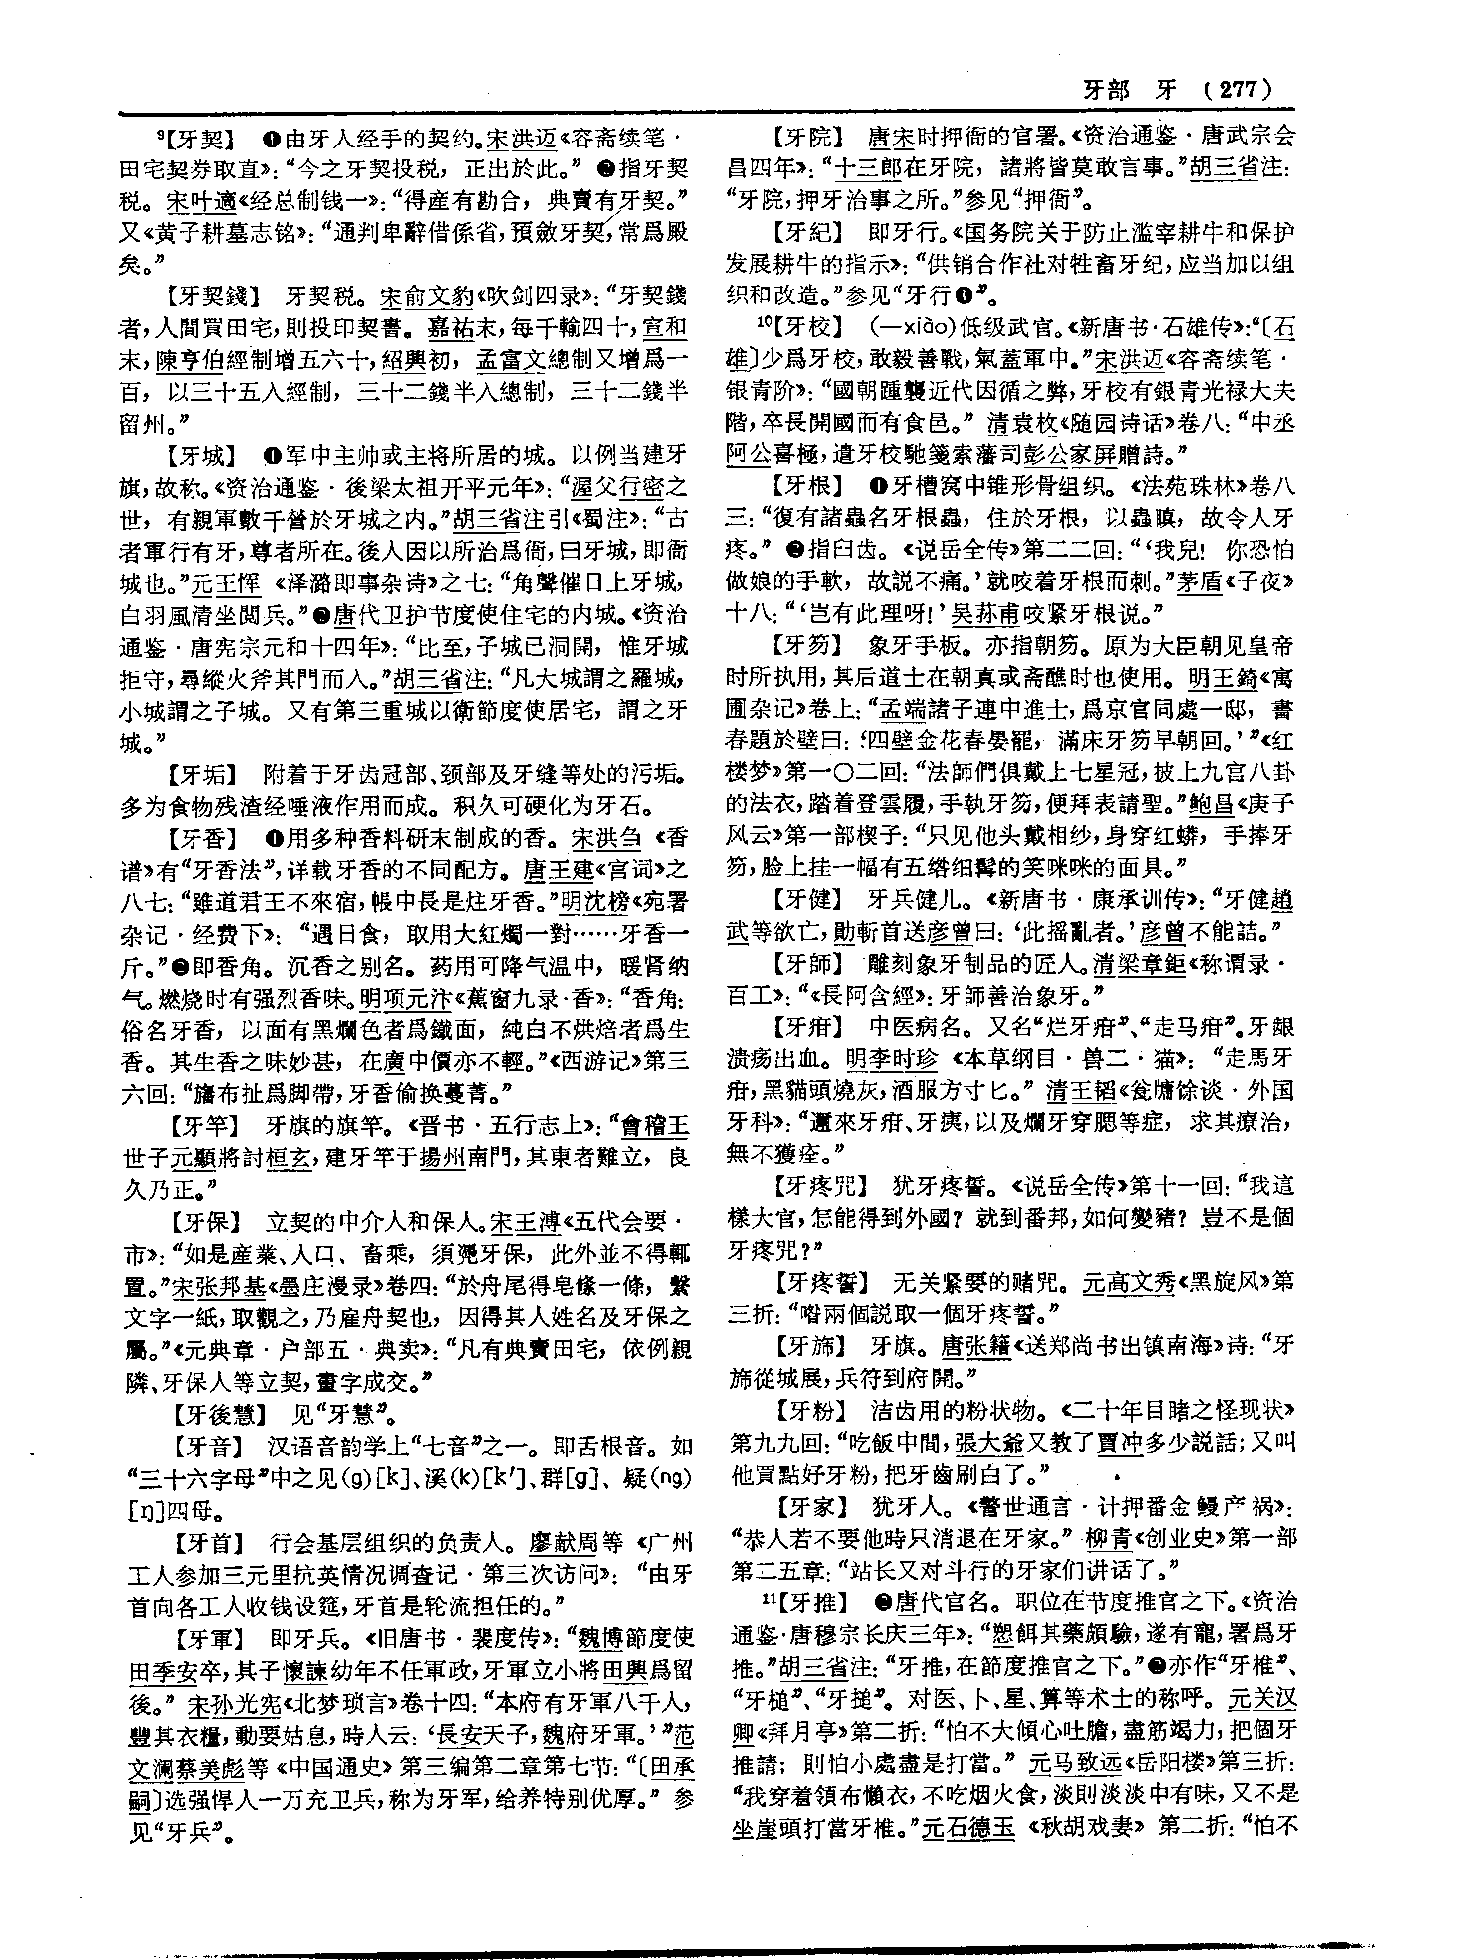 牙部　牙　(277)
⁹【牙契】　❶由牙人经手的契约。宋洪迈《容斋续笔·
田宅契券取直》：“今之牙契投税，正出於此。”❷指牙契
税。宋叶適《经总制钱一》：“得産有勘合，典賣有牙契。”
又《黄子耕墓志铭》：“通判卑辭借係省，預斂牙契，常爲殿
矣。”
【牙契錢】　牙契税。宋俞文豹《吹剑四录》：“牙契錢
者，人間買田宅，則投印契書。嘉祐末，每千輸四十，宣和
末，陳亨伯經制增五六十，紹興初，孟富文總制又增爲一
百，以三十五入經制，三十二錢半入總制，三十二錢半
留州。”
【牙城】　❶军中主帅或主将所居的城。以例当建牙
旗，故称。《资治通鉴·後梁太祖开平元年》：“渥父行密之
世，有親軍數千營於牙城之内。”胡三省注引《蜀注》：“古
者軍行有牙，尊者所在。後人因以所治爲衙，曰牙城，即衙
城也。”元王恽《泽潞即事杂诗》之七：“角聲催日上牙城，
白羽風清坐閲兵。”❷唐代卫护节度使住宅的内城。《资治
通鉴·唐宪宗元和十四年》：“比至，子城已洞開，惟牙城
拒守，尋縱火斧其門而入。”胡三省注：“凡大城謂之羅城，
小城謂之子城。又有第三重城以衛節度使居宅，謂之牙
城。”
【牙垢】　附着于牙齿冠部、颈部及牙缝等处的污垢。
多为食物残渣经唾液作用而成。积久可硬化为牙石。
【牙香】　❶用多种香料研末制成的香。宋洪刍《香
谱》有“牙香法”，详载牙香的不同配方。唐王建《宫词》之
八七：“雖道君王不來宿，帳中長是炷牙香。”明沈榜《宛署
杂记·经费下》：“遇日食，取用大紅燭一對……牙香一
斤。”❷即香角。沉香之别名。药用可降气温中，暖肾纳
气。燃烧时有强烈香味。明项元汴《蕉窗九录·香》：“香角：
俗名牙香，以面有黑爛色者爲鐵面，純白不烘焙者爲生
香。其生香之味妙甚，在廣中價亦不輕。”《西游记》第三
六回：“旛布扯爲脚帶，牙香偷换蔓菁。”
【牙竿】　牙旗的旗竿。《晋书·五行志上》：“會稽王
世子元顯將討桓玄，建牙竿于揚州南門，其東者難立，良
久乃正。”
【牙保】　立契的中介人和保人。宋王溥《五代会要·
市》：“如是産業、人口、畜乘，須凭牙保，此外並不得輒
置。”宋张邦基《墨庄漫录》卷四：“於舟尾得皂絛一條，繫
文字一紙，取觀之，乃雇舟契也，因得其人姓名及牙保之
屬。”《元典章·户部五·典卖》：“凡有典賣田宅，依例親
隣、牙保人等立契，畫字成交。”
【牙後慧】　见“牙慧”。
【牙音】　汉语音韵学上“七音”之一。即舌根音。如
“三十六字母”中之见(g)[k]、溪(k)[k′]、群[g]、疑(ng)
[ŋ]四母。
【牙首】　行会基层组织的负责人。廖献周等《广州
工人参加三元里抗英情况调查记·第三次访问》：“由牙
首向各工人收钱设筵，牙首是轮流担任的。”
【牙軍】　即牙兵。《旧唐书·裴度传》：“魏博節度使
田季安卒，其子懷諫幼年不任軍政，牙軍立小將田興爲留
後。”宋孙光宪《北梦琐言》卷十四：“本府有牙軍八千人，
豐其衣糧，動要姑息，時人云：‘長安天子，魏府牙軍。’”范
文澜蔡美彪等《中国通史》第三编第二章第七节：“〔田承
嗣〕选强悍人一万充卫兵，称为牙军，给养特别优厚。”参
见“牙兵”。
【牙院】　唐宋时押衙的官署。《资治通鉴·唐武宗会
昌四年》：“十三郎在牙院，諸將皆莫敢言事。”胡三省注：
“牙院，押牙治事之所。”参见“押衙”。
【牙紀】　即牙行。《国务院关于防止滥宰耕牛和保护
发展耕牛的指示》：“供销合作社对牲畜牙纪，应当加以组
织和改造。”参见“牙行❶”。
¹⁰【牙校】　(—xiào)低级武官。《新唐书·石雄传》：“〔石
雄〕少爲牙校，敢毅善戰，氣蓋軍中。”宋洪迈《容斋续笔·
银青阶》：“國朝踵襲近代因循之弊，牙校有銀青光禄大夫
階，卒長開國而有食邑。”清袁枚《随园诗话》卷八：“中丞
阿公喜極，遣牙校馳箋索藩司彭公家屏贈詩。”
【牙根】　❶牙槽窝中锥形骨组织。《法苑珠林》卷八
三：“復有諸蟲名牙根蟲，住於牙根，以蟲瞋，故令人牙
疼。”❷指臼齿。《说岳全传》第二二回：“‘我兒！你恐怕
做娘的手軟，故説不痛。’就咬着牙根而刺。”茅盾《子夜》
十八：“‘岂有此理呀！’吴荪甫咬紧牙根说。”
【牙笏】　象牙手板。亦指朝笏。原为大臣朝见皇帝
时所执用，其后道士在朝真或斋醮时也使用。明王錡《寓
圃杂记》卷上：“孟端諸子連中進士，爲京官同處一邸，書
春題於壁曰：‘四壁金花春晏罷，滿床牙笏早朝回。’”《红
楼梦》第一〇二回：“法師們俱戴上七星冠，披上九宫八卦
的法衣，踏着登雲履，手執牙笏，便拜表請聖。”鲍昌《庚子
风云》第一部楔子：“只见他头戴相纱，身穿红蟒，手捧牙
笏，脸上挂一幅有五绺细髯的笑咪咪的面具。”
【牙健】　牙兵健儿。《新唐书·康承训传》：“牙健趙
武等欲亡，勛斬首送彦曾曰：‘此摇亂者。’彦曾不能詰。”
【牙師】　雕刻象牙制品的匠人。清梁章鉅《称谓录·
百工》：“《長阿含經》：牙師善治象牙。”
【牙疳】　中医病名。又名“烂牙疳”、“走马疳”。牙龈
溃疡出血。明李时珍《本草纲目·兽二·猫》：“走馬牙
疳，黑貓頭燒灰，酒服方寸匕。”清王韬《瓮牖馀谈·外国
牙科》：“邇來牙疳、牙痍，以及爛牙穿腮等症，求其療治，
無不獲痊。”
【牙疼咒】　犹牙疼誓。《说岳全传》第十一回：“我這
樣大官，怎能得到外國？就到番邦，如何變豬？豈不是個
牙疼咒？”
【牙疼誓】　无关紧要的赌咒。元高文秀《黑旋风》第
三折：“喒兩個説取一個牙疼誓。”
【牙旆】　牙旗。唐张籍《送郑尚书出镇南海》诗：“牙
旆從城展，兵符到府開。”
【牙粉】　洁齿用的粉状物。《二十年目睹之怪现状》
第九九回：“吃飯中間，張大爺又教了賈冲多少説話；又叫
他買點好牙粉，把牙齒刷白了。”
【牙家】　犹牙人。《警世通言·计押番金鳗产祸》：
“恭人若不要他時只消退在牙家。”柳青《创业史》第一部
第二五章：“站长又对斗行的牙家们讲话了。”
¹¹【牙推】　❶唐代官名。职位在节度推官之下。《资治
通鉴·唐穆宗长庆三年》：“愬餌其藥頗驗，遂有寵，署爲牙
推。”胡三省注：“牙推，在節度推官之下。”❷亦作“牙椎”、
“牙槌”、“牙搥”。对医、卜、星、算等术士的称呼。元关汉
卿《拜月亭》第二折：“怕不大傾心吐膽，盡筋竭力，把個牙
推請；則怕小處盡是打當。”元马致远《岳阳楼》第三折：
“我穿着領布懶衣，不吃烟火食，淡則淡淡中有味，又不是
坐崖頭打當牙椎。”元石德玉《秋胡戏妻》第二折：“怕不